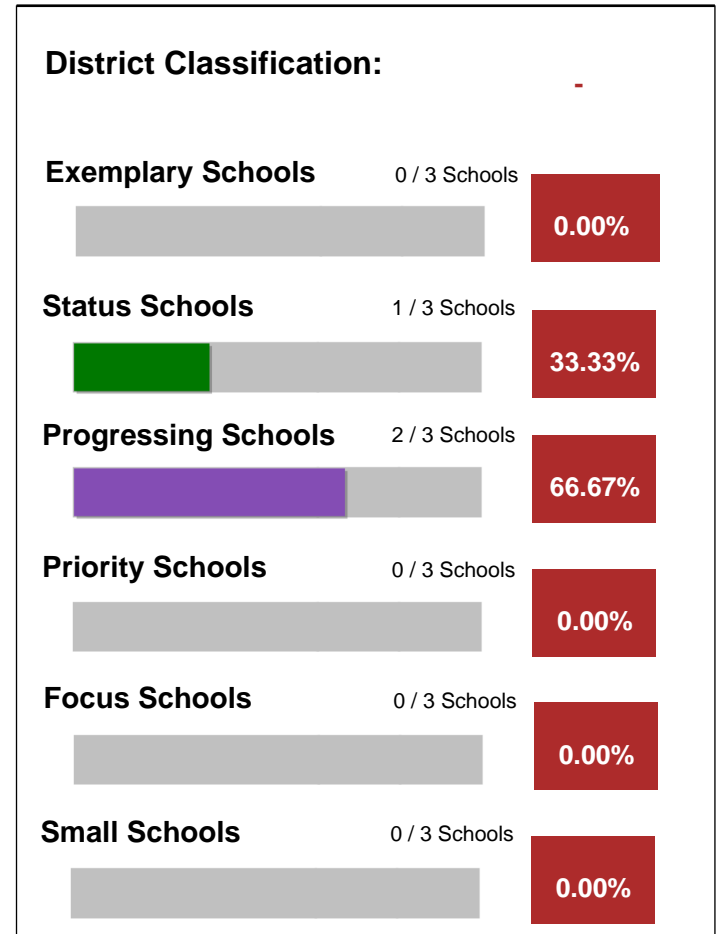 District Classification:
-
Exemplary Schools 0 / 3 Schools
0.00%
Status Schools 1 / 3 Schools
33.33%
Progressing Schools 2 / 3 Schools
66.67%
Priority Schools 0 / 3 Schools
0.00%
Focus Schools 0 / 3 Schools
0.00%
Small Schools 0 / 3 Schools
0.00%